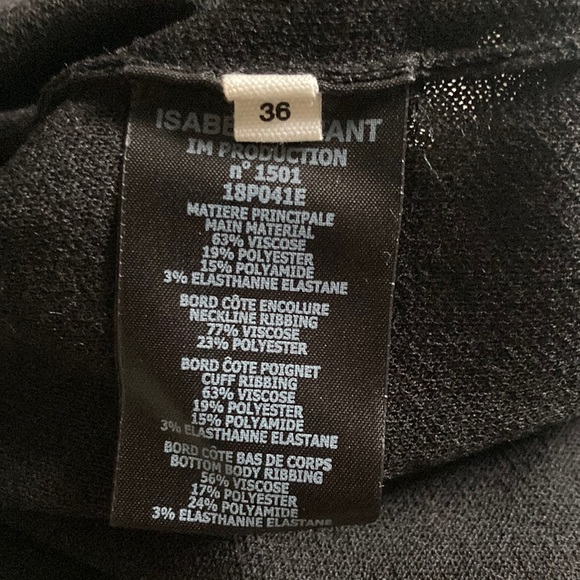 36
ISABE ANT
IM PRODUCTION
n° 1501
18P041E
MATIERE PRINCIPALE
MAIN MATERIAL
63% VISCOSE
19% POLYESTER
15% POLYAMIDE
3% ELASTHANNE ELASTANE
BORD CÔTE ENCOLURE
NECKLINE RIBBING
77% VISCOSE
23% POLYESTER
BORD CÔTE POIGNET
CUFF RIBBING
63% VISCOSE
19% POLYESTER
15% POLYAMIDE
3% ELASTHANNE ELASTANE
BORD CÔTE BAS DE CORPS
BOTTOM BODY RIBBING
56% VISCOSE
17% POLYESTER
24% POLYAMIDE
3% ELASTHANNE ELASTANE